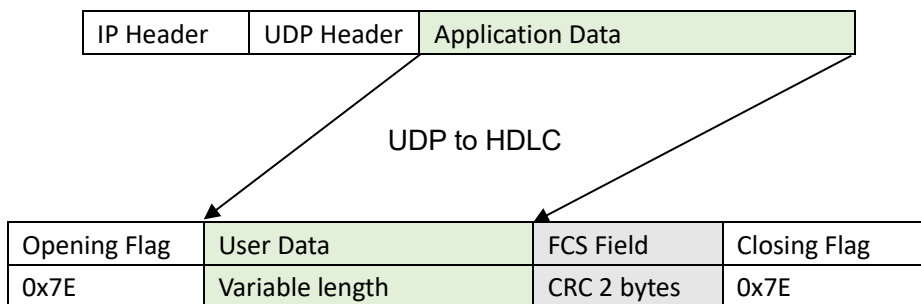 IP Header UDP Header Application Data
UDP to HDLC
Opening Flag User Data FCS Field Closing Flag
0x7E Variable length CRC 2 bytes 0x7E